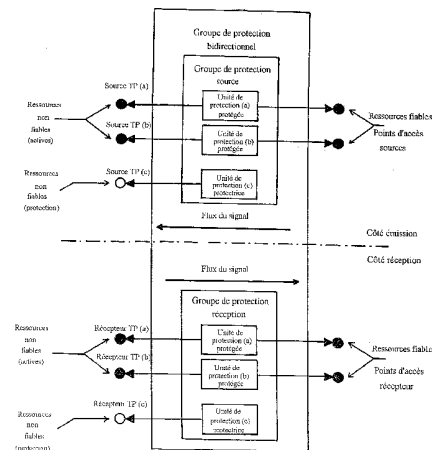 Groupe de protection
bidirectionnel
Groupe de protection
source
Source TP (a)
Unité de
protection (a)
protégée
Ressources
non
fiables
(actives)
Source TP (b)
Unité de
protection (b)
protégée
Ressources fiables
Points d'accès
sources
Ressources
non
fiables
(protection)
Source TP (c)
Unité de
protection (c)
protectrice
Flux du signal
Côté émission
Côté réception
Flux du signal
Groupe de protection
réception
Récepteur TP (a)
Unité de
protection (a)
protégée
Ressources
non
fiables
(actives)
Récepteur TP (b)
Unité de
protection (b)
protégée
Ressources fiable
Points d'accès
récepteur
Ressources
non
fiables
(protection)
Récepteur TP (c)
Unité de
protection (c)
protectrice